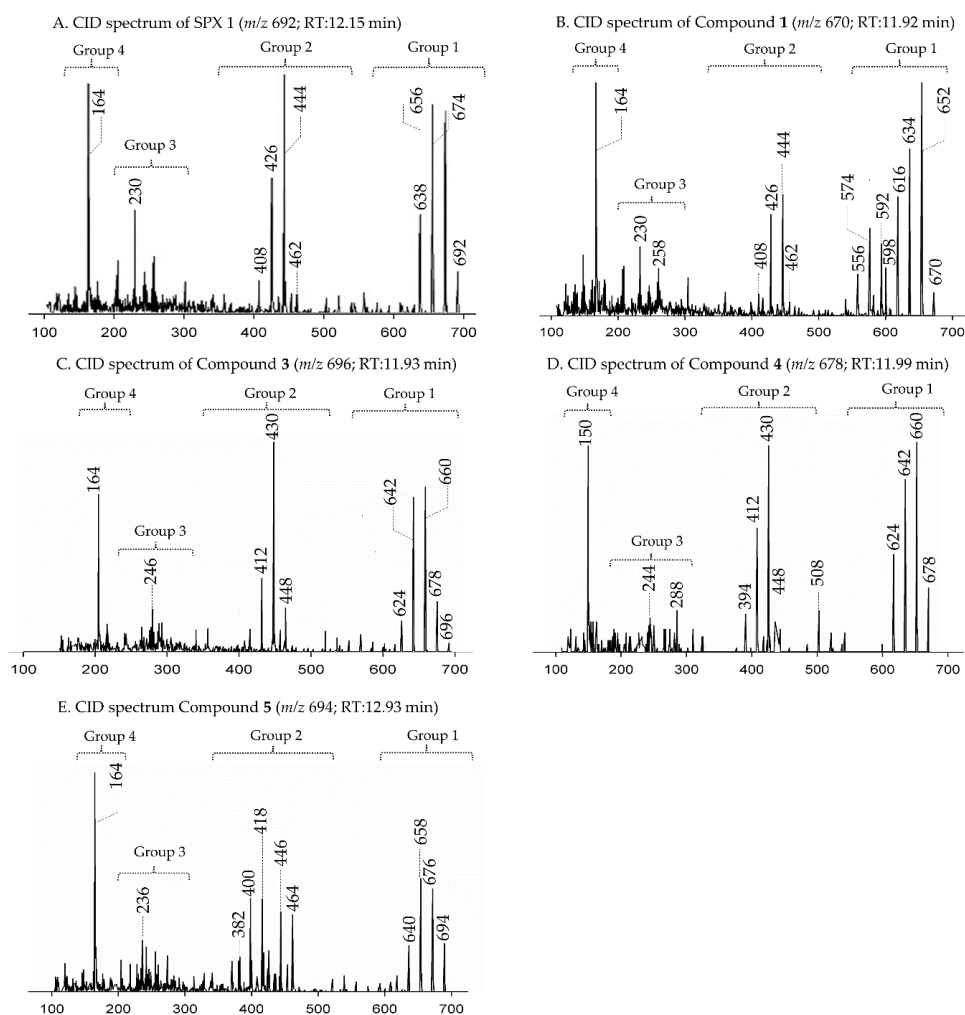 A. CID spectrum of SPX 1 (m/z 692; RT:12.15 min)
Group 4
Group 2
Group 1
164
444
656
674
Group 3
426
230
638
408
462
692
100 200 300 400 500 600 700
B. CID spectrum of Compound 1 (m/z 670; RT:11.92 min)
Group 4
Group 2
Group 1
164
652
444
634
574
Group 3
426
592
616
230
258
408
462
556
598
670
100 200 300 400 500 600 700
C. CID spectrum of Compound 3 (m/z 696; RT:11.93 min)
Group 4
Group 2
Group 1
430
164
642
660
Group 3
246
412
448
624
678
696
100 200 300 400 500 600 700
D. CID spectrum of Compound 4 (m/z 678; RT:11.99 min)
Group 4
Group 2
Group 1
150
430
660
642
412
624
Group 3
244
288
394
448
508
678
100 200 300 400 500 600 700
E. CID spectrum Compound 5 (m/z 694; RT:12.93 min)
Group 4
Group 2
Group 1
164
418
658
446
676
Group 3
400
236
382
464
640
694
100 200 300 400 500 600 700